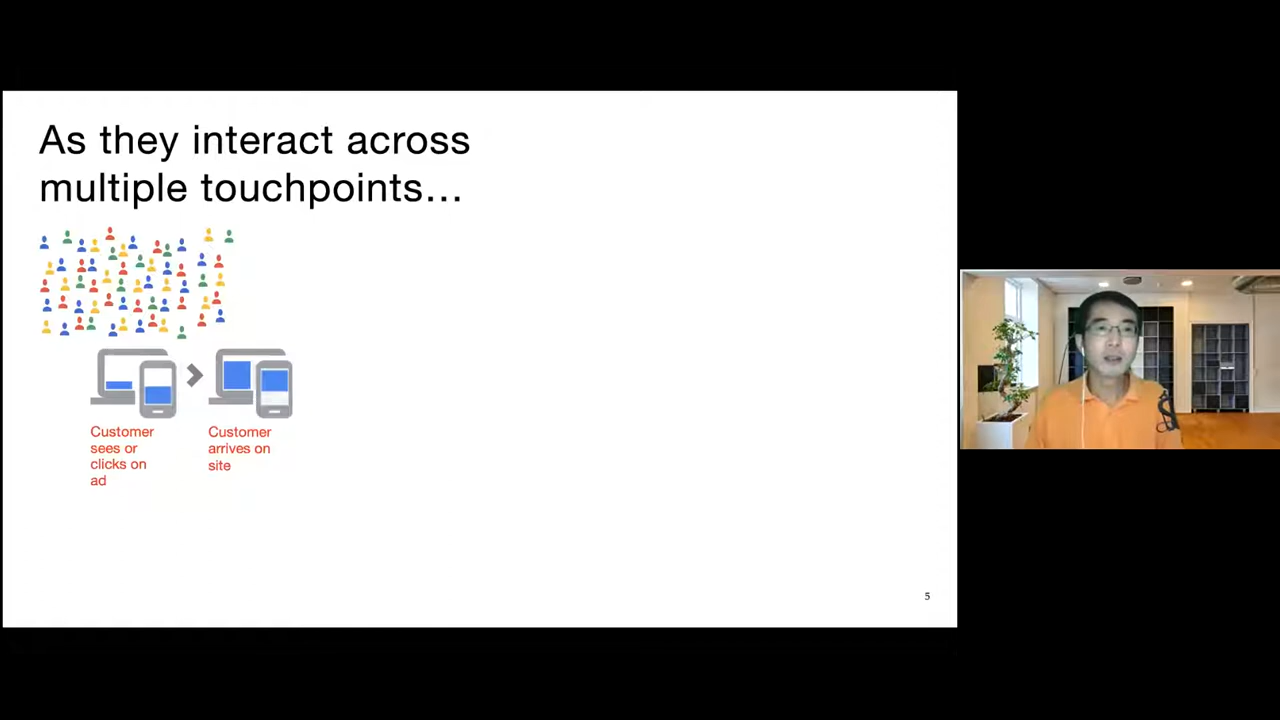 As they interact across
multiple touchpoints…
Customer
sees or
clicks on
ad
Customer
arrives on
site
5